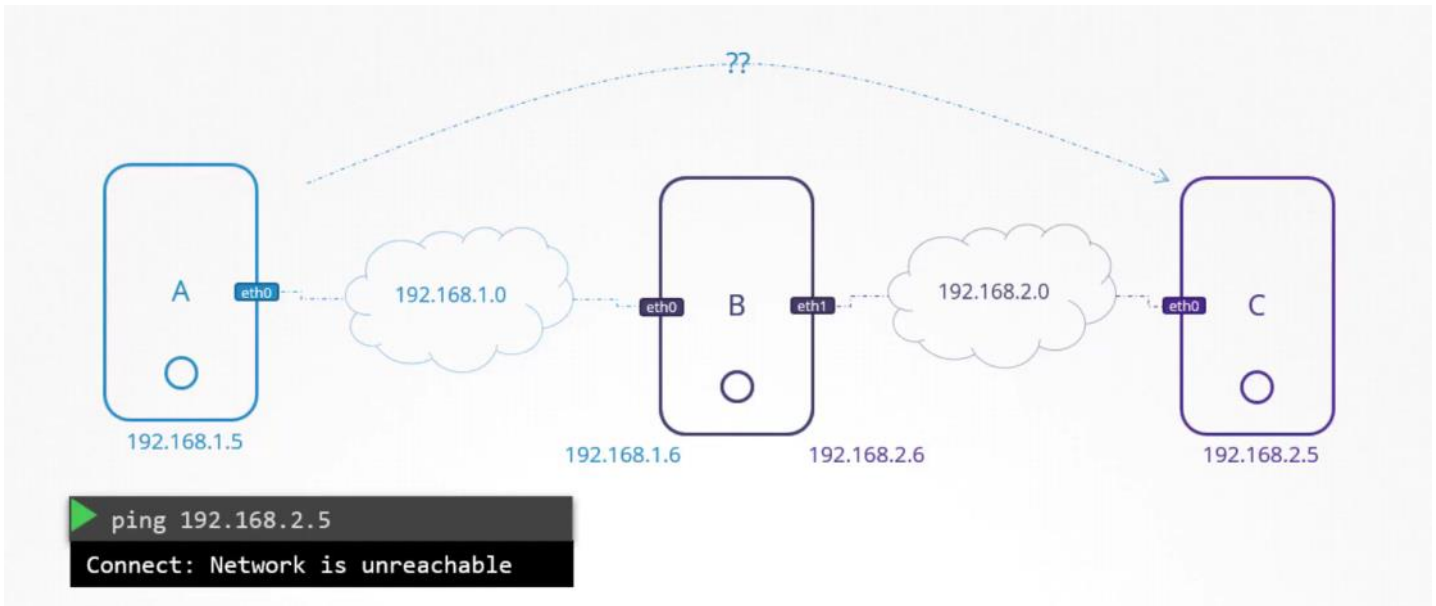 ??
A
eth0
192.168.1.0
eth0
B
eth1
192.168.2.0
eth0
C
192.168.1.5
192.168.1.6
192.168.2.6
192.168.2.5
ping 192.168.2.5
Connect: Network is unreachable